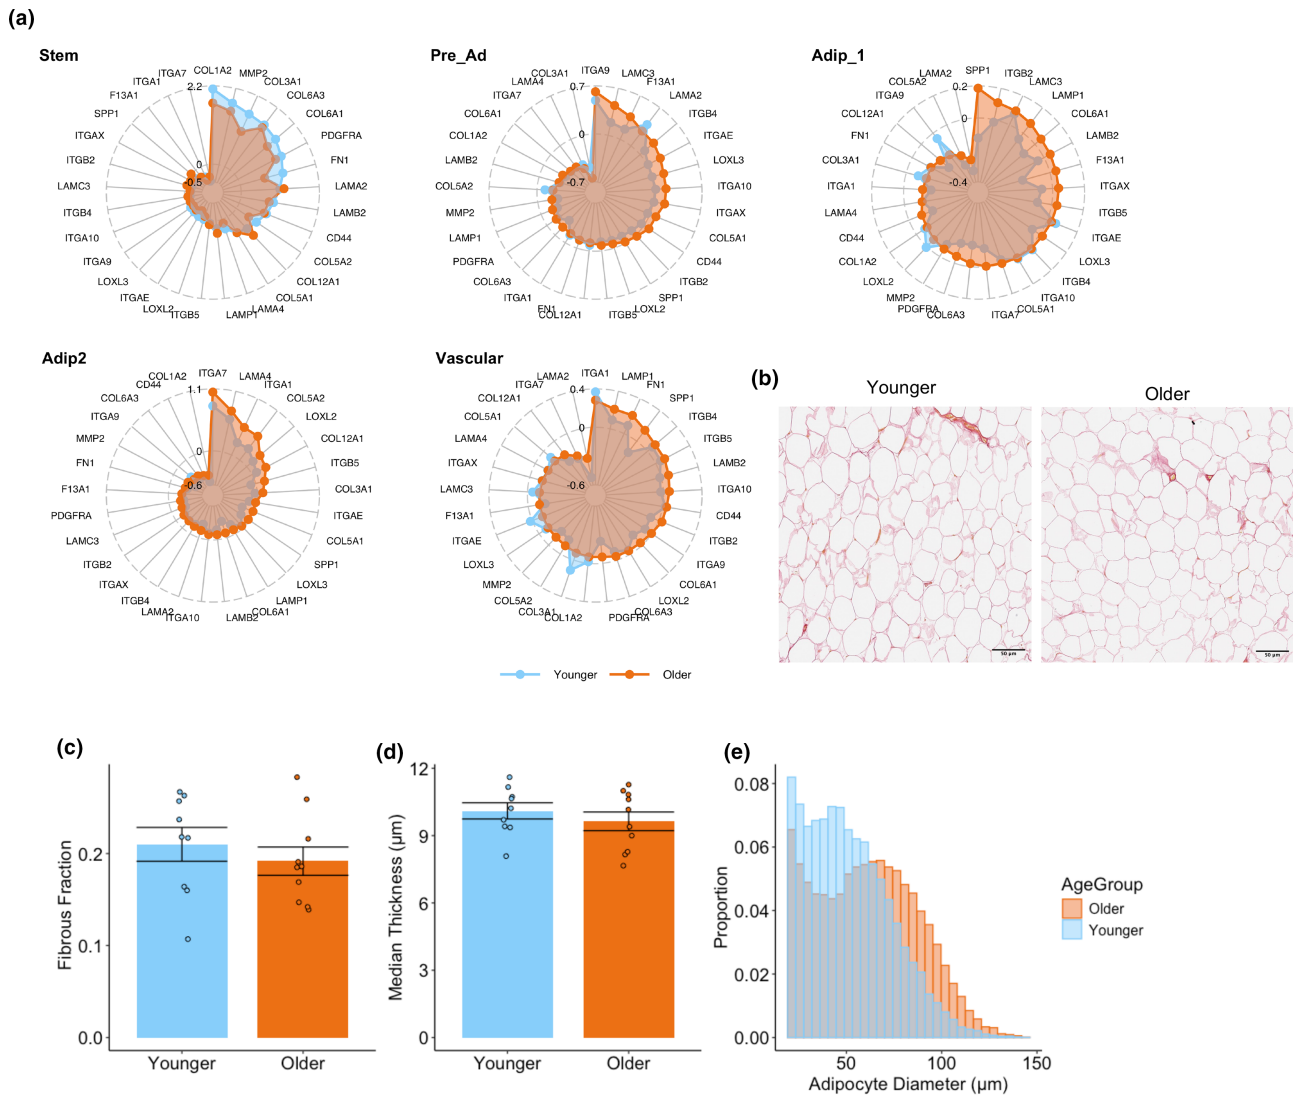 (a)
Stem
COL1A2
MMP2
COL3A1
COL6A3
COL6A1
PDGFRA
FN1
LAMA2
LAMB2
CD44
COL5A2
COL12A1
COL5A1
LAMA4
LAMP1
ITGB5
LOXL2
ITGAE
LOXL3
ITGA9
ITGA10
ITGB4
LAMC3
ITGB2
ITGAX
SPP1
F13A1
ITGA1
ITGA7
2.2
0
-0.5
Pre_Ad
ITGA9
LAMC3
F13A1
LAMA2
ITGB4
ITGAE
LOXL3
ITGA10
ITGAX
COL5A1
CD44
ITGB2
SPP1
LOXL2
ITGB5
COL12A1
FN1
ITGA1
COL6A3
PDGFRA
LAMP1
MMP2
COL5A2
LAMB2
COL1A2
COL6A1
ITGA7
LAMA4
COL3A1
0.7
0
-0.7
Adip_1
SPP1
ITGB2
LAMC3
LAMP1
COL6A1
LAMB2
F13A1
ITGAX
ITGB5
ITGAE
LOXL3
ITGB4
ITGA10
COL5A1
ITGA7
COL6A3
PDGFRA
MMP2
LOXL2
COL1A2
CD44
LAMA4
ITGA1
COL3A1
FN1
COL12A1
ITGA9
COL5A2
LAMA2
0.2
0
-0.4
Adip2
ITGA7
LAMA4
ITGA1
COL5A2
LOXL2
COL12A1
ITGB5
COL3A1
ITGAE
COL5A1
SPP1
LOXL3
LAMP1
COL6A1
LAMB2
ITGA10
LAMA2
ITGB4
ITGAX
ITGB2
LAMC3
PDGFRA
F13A1
FN1
MMP2
ITGA9
COL6A3
CD44
COL1A2
1.1
0
-0.6
Vascular
ITGA1
LAMP1
FN1
SPP1
ITGB4
ITGB5
LAMB2
ITGA10
CD44
ITGB2
ITGA9
COL6A1
LOXL2
COL6A3
PDGFRA
COL1A2
COL3A1
COL5A2
MMP2
LOXL3
ITGAE
F13A1
LAMC3
ITGAX
LAMA4
COL5A1
COL12A1
ITGA7
LAMA2
0.4
0
-0.6
Younger
Older
(b)
Younger
Older
50 µm
50 µm
(c)
Fibrous Fraction
0.2
0.1
0.0
Younger
Older
(d)
Median Thickness (µm)
12
9
6
3
0
Younger
Older
(e)
Proportion
0.08
0.06
0.04
0.02
0.00
50
100
150
Adipocyte Diameter (µm)
AgeGroup
Older
Younger